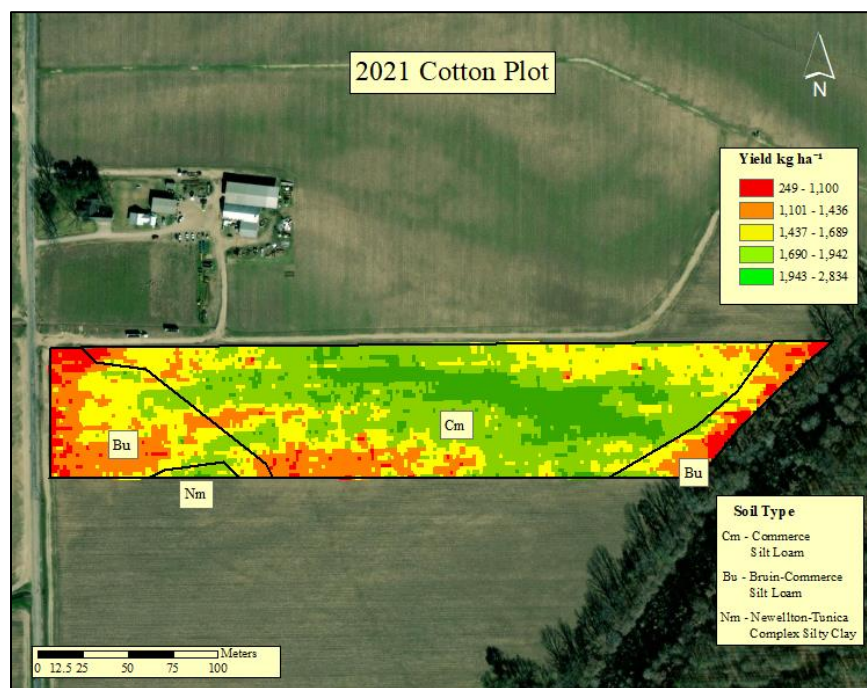 2021 Cotton Plot
N
Yield kg ha⁻¹
249 - 1,100
1,101 - 1,436
1,437 - 1,689
1,690 - 1,942
1,943 - 2,834
Bu
Cm
Nm
Bu
Soil Type
Cm - Commerce
Silt Loam
Bu - Bruin-Commerce
Silt Loam
Nm - Newellton-Tunica
Complex Silty Clay
Meters
0 12.5 25 50 75 100